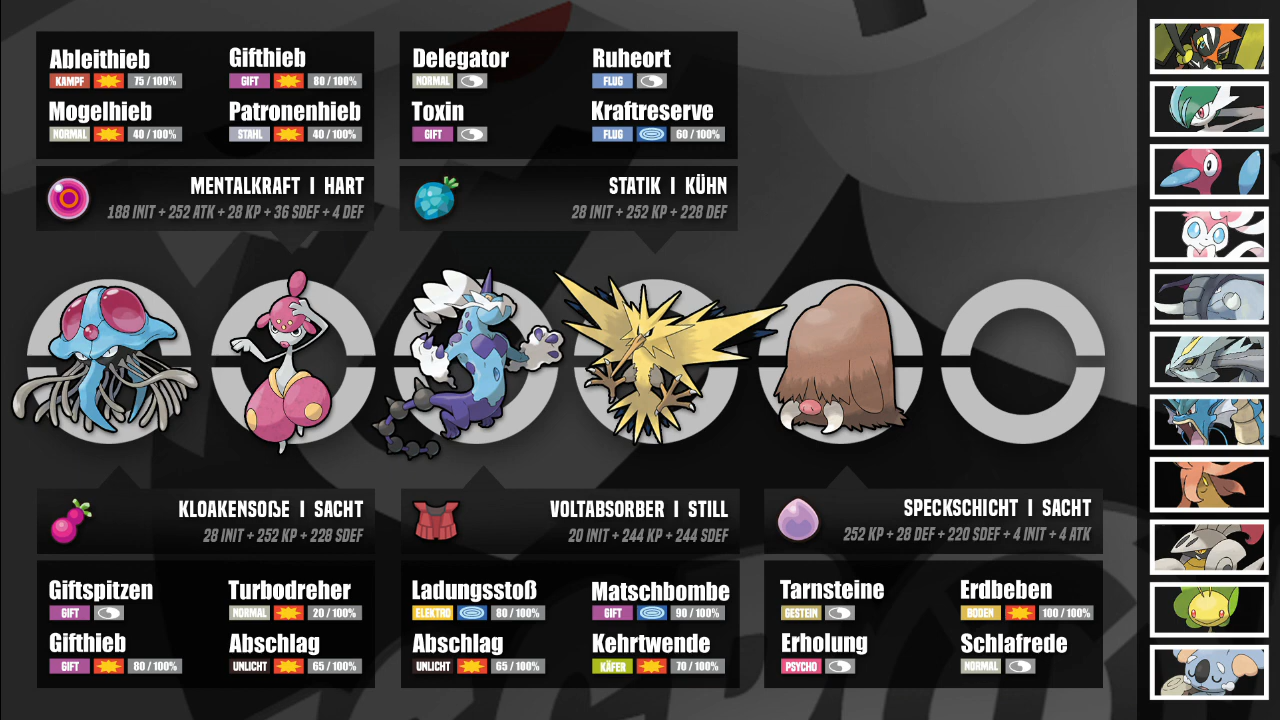 Ableithieb Gifthieb
KAMPF 75 / 100% GIFT 80 / 100%
Mogelhieb Patronenhieb
NORMAL 40 / 100% STAHL 40 / 100%
MENTALKRAFT I HART
188 INIT + 252 ATK + 28 KP + 36 SDEF + 4 DEF
Delegator Ruheort
NORMAL FLUG
Toxin Kraftreserve
GIFT FLUG 60 / 100%
STATIK I KÜHN
28 INIT + 252 KP + 228 DEF
KLOAKENSOßE I SACHT
28 INIT + 252 KP + 228 SDEF
Giftspitzen Turbodreher
GIFT NORMAL 20 / 100%
Gifthieb Abschlag
GIFT 80 / 100% UNLICHT 65 / 100%
VOLTABSORBER I STILL
20 INIT + 244 KP + 244 SDEF
Ladungsstoß Matschbombe
ELEKTRO 80 / 100% GIFT 90 / 100%
Abschlag Kehrtwende
UNLICHT 65 / 100% KÄFER 70 / 100%
SPECKSCHICHT I SACHT
252 KP + 28 DEF + 220 SDEF + 4 INIT + 4 ATK
Tarnsteine Erdbeben
GESTEIN BODEN 100 / 100%
Erholung Schlafrede
PSYCHO NORMAL